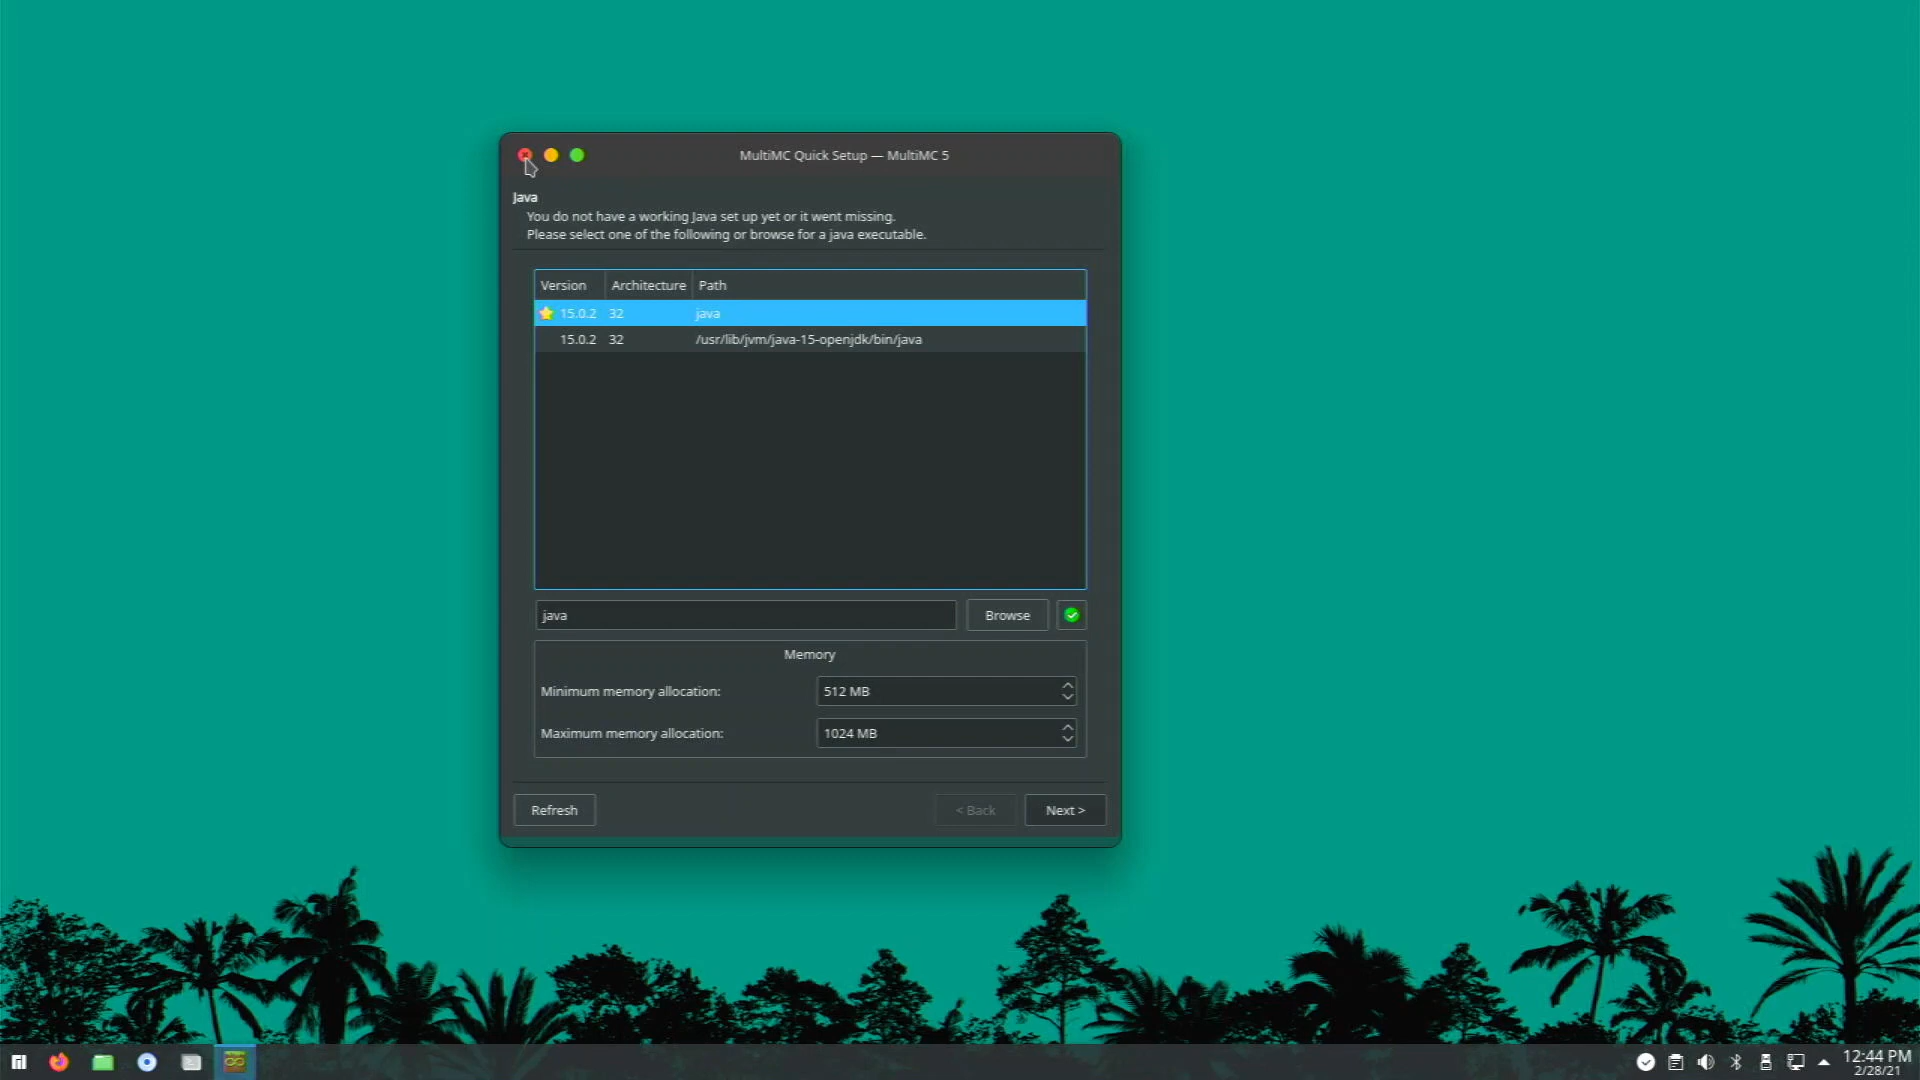 MultiMC Quick Setup — MultiMC 5
Java
You do not have a working Java set up yet or it went missing.
Please select one of the following or browse for a java executable.
Version Architecture Path
15.0.2 32 java
15.0.2 32 /usr/lib/jvm/java-15-openjdk/bin/java
java Browse
Memory
Minimum memory allocation: 512 MB
Maximum memory allocation: 1024 MB
Refresh < Back Next >
12:44 PM
2/28/21